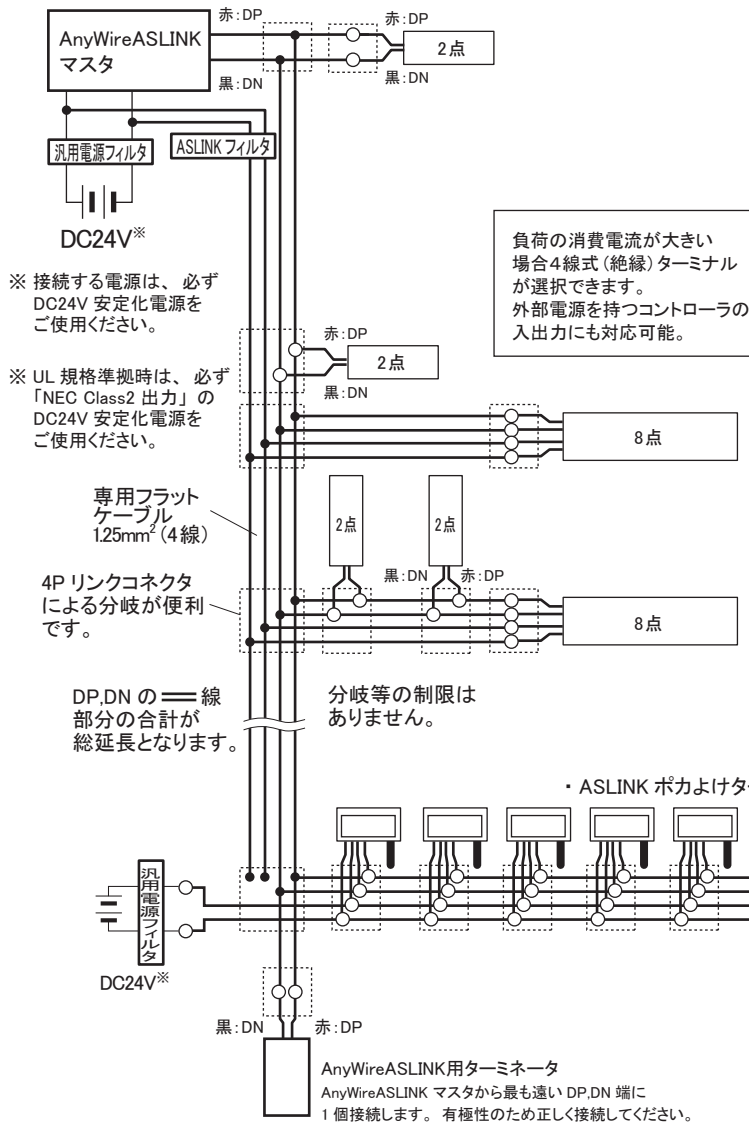 赤：DP
赤：DP
AnyWireASLINK
マスタ
2点
黒：DN
黒：DN
汎用電源フィルタ
ASLINK フィルタ
DC24V※
※ 接続する電源は、必ず
DC24V 安定化電源を
ご使用ください。
負荷の消費電流が大きい
場合4線式（絶縁）ターミナル
が選択できます。
外部電源を持つコントローラの
入出力にも対応可能。
赤：DP
2点
黒：DN
※ UL 規格準拠時は、必ず
「NEC Class2 出力」の
DC24V 安定化電源を
ご使用ください。
8点
専用フラット
ケーブル
1.25mm² (4線)
2点
2点
黒：DN
赤：DP
4P リンクコネクタ
による分岐が便利
です。
8点
DP,DN の 線
部分の合計が
総延長となります。
分岐等の制限は
ありません。
・ ASLINK ポカよけ
汎用電源フィルタ
DC24V※
黒：DN
赤：DP
AnyWireASLINK用ターミネータ
AnyWireASLINK マスタから最も遠い DP,DN 端に
1 個接続します。有極性のため正しく接続してください。